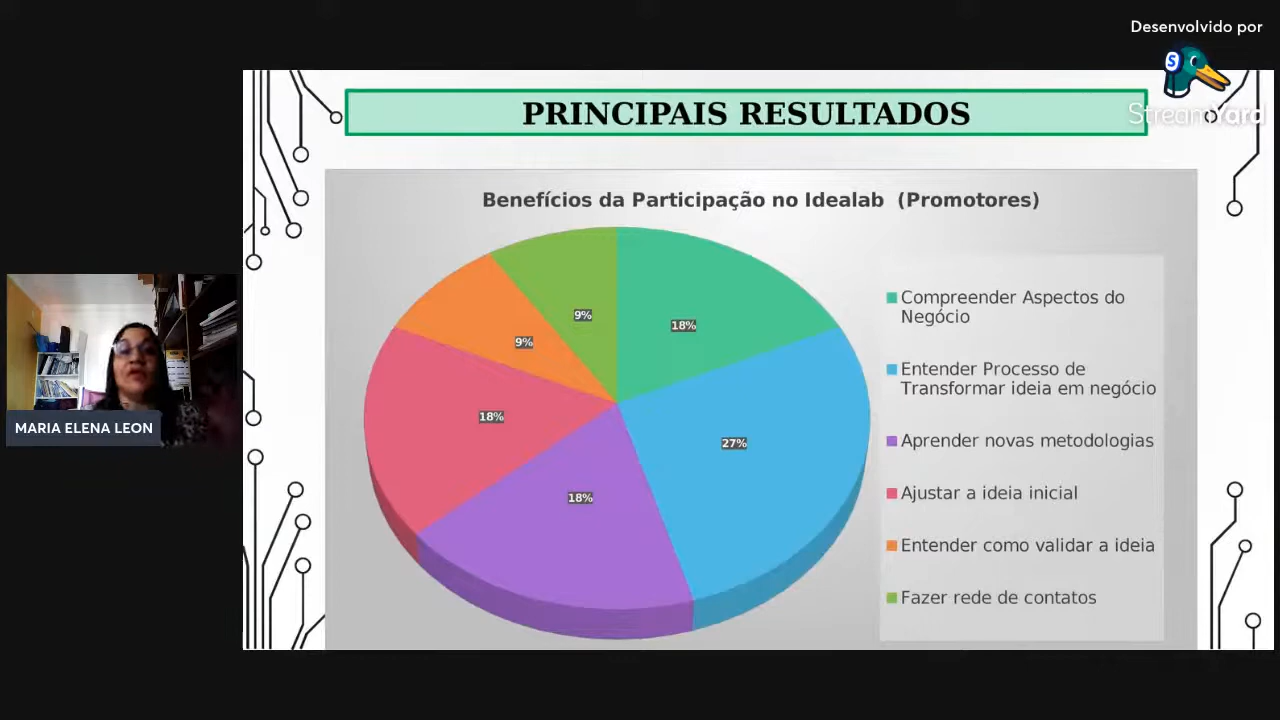 Desenvolvido por
StreamYard
PRINCIPAIS RESULTADOS
Benefícios da Participação no Idealab (Promotores)
9%
18%
9%
18%
27%
18%
Compreender Aspectos do
Negócio
Entender Processo de
Transformar ideia em negócio
Aprender novas metodologias
Ajustar a ideia inicial
Entender como validar a ideia
Fazer rede de contatos
MARIA ELENA LEON